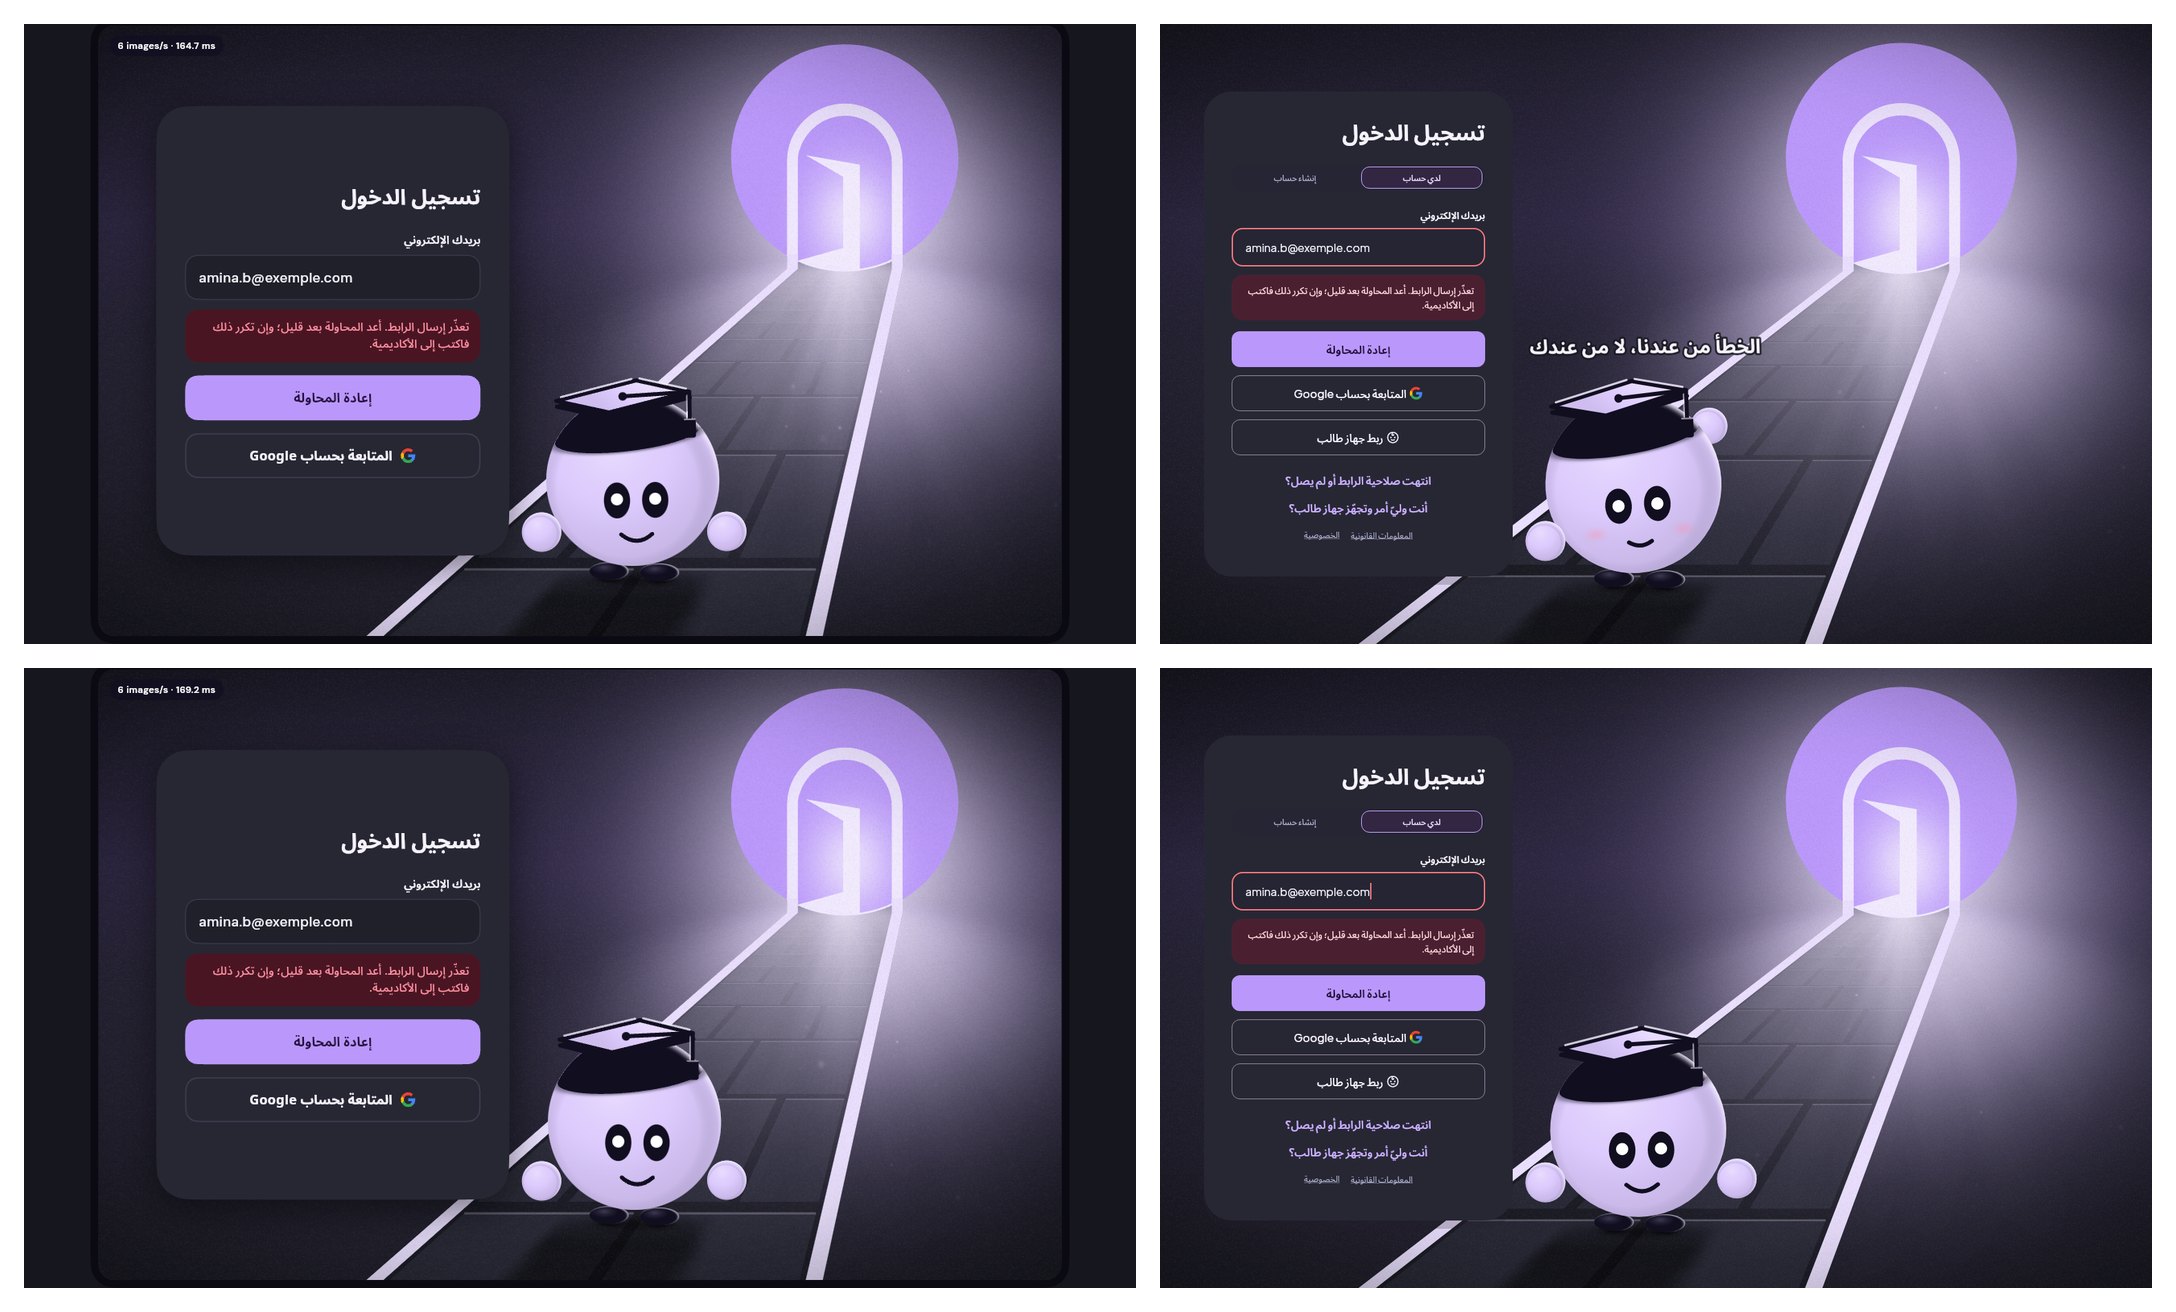 6 images/s · 164.7 ms
تسجيل الدخول
بريدك الإلكتروني
amina.b@exemple.com
تعذّر إرسال الرابط. أعد المحاولة بعد قليل؛ وإن تكرر ذلك
فاكتب إلى الأكاديمية.
إعادة المحاولة
المتابعة بحساب Google
تسجيل الدخول
لدي حساب
إنشاء حساب
بريدك الإلكتروني
amina.b@exemple.com
تعذّر إرسال الرابط. أعد المحاولة بعد قليل؛ وإن تكرر ذلك فاكتب
إلى الأكاديمية.
إعادة المحاولة
المتابعة بحساب Google
ربط جهاز طالب
انتهت صلاحية الرابط أو لم يصل؟
أنت وليّ أمر وتجهّز جهاز طالب؟
المعلومات القانونية الخصوصية
الخطأ من عندنا، لا من عندك
6 images/s · 169.2 ms
تسجيل الدخول
بريدك الإلكتروني
amina.b@exemple.com
تعذّر إرسال الرابط. أعد المحاولة بعد قليل؛ وإن تكرر ذلك
فاكتب إلى الأكاديمية.
إعادة المحاولة
المتابعة بحساب Google
تسجيل الدخول
لدي حساب
إنشاء حساب
بريدك الإلكتروني
amina.b@exemple.com
تعذّر إرسال الرابط. أعد المحاولة بعد قليل؛ وإن تكرر ذلك فاكتب
إلى الأكاديمية.
إعادة المحاولة
المتابعة بحساب Google
ربط جهاز طالب
انتهت صلاحية الرابط أو لم يصل؟
أنت وليّ أمر وتجهّز جهاز طالب؟
المعلومات القانونية الخصوصية